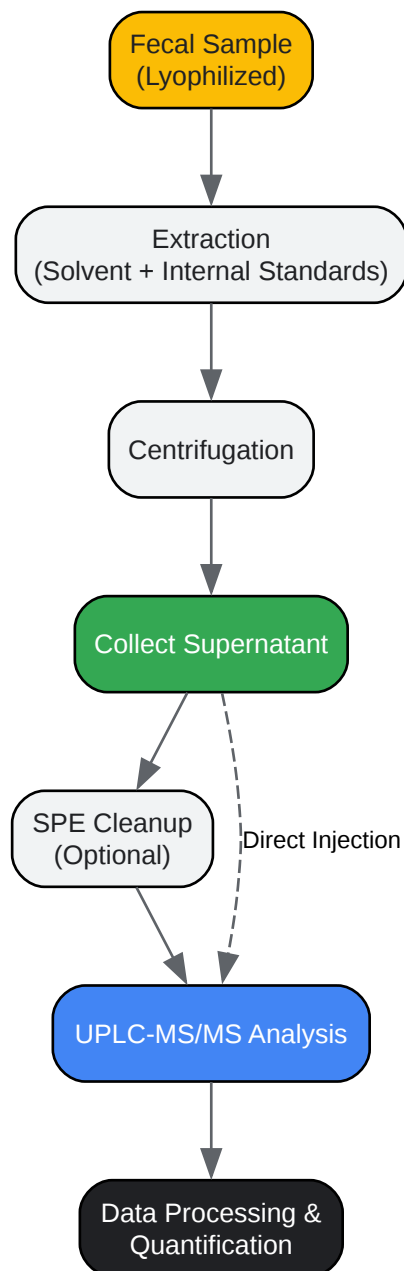 Fecal Sample
(Lyophilized)
Extraction
(Solvent + Internal Standards)
Centrifugation
Collect Supernatant
SPE Cleanup
(Optional)
Direct Injection
UPLC-MS/MS Analysis
Data Processing &
Quantification